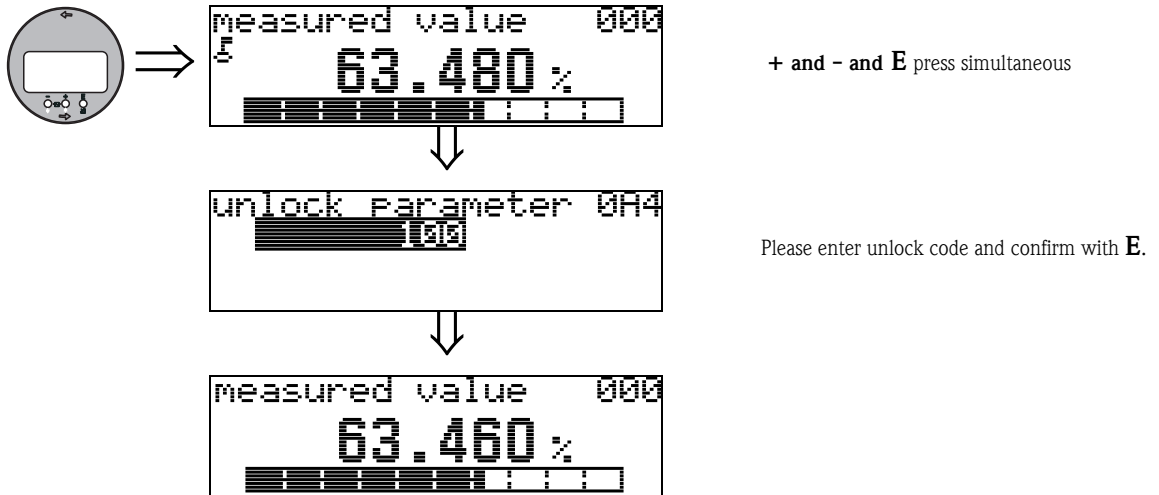 measured value 000
63.480 %
+ and – and E press simultaneous
unlock parameter 0A4
100
Please enter unlock code and confirm with E.
measured value 000
63.460 %